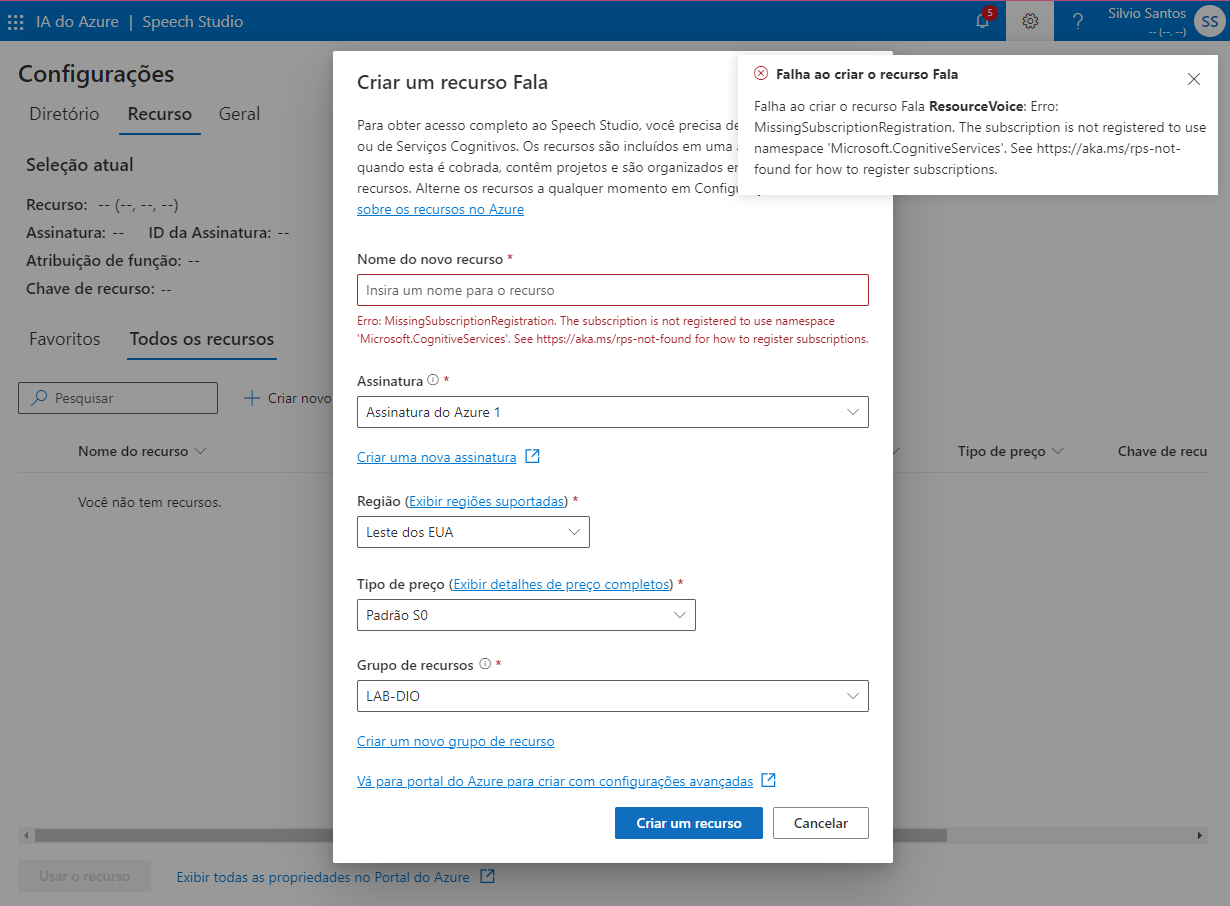 IA do Azure | Speech Studio
5
?
Silvio Santos
-- (--, --)
SS
Configurações
Diretório Recurso Geral
Seleção atual
Recurso: -- (--, --, --)
Assinatura: -- ID da Assinatura: --
Atribuição de função: --
Chave de recurso: --
Favoritos Todos os recursos
Pesquisar
Criar novo
Nome do recurso
Tipo de preço
Chave de recu
Você não tem recursos.
Usar o recurso
Exibir todas as propriedades no Portal do Azure
Criar um recurso Fala
Para obter acesso completo ao Speech Studio, você precisa de
ou de Serviços Cognitivos. Os recursos são incluídos em uma
quando esta é cobrada, contêm projetos e são organizados
recursos. Alterne os recursos a qualquer momento em
sobre os recursos no Azure
Nome do novo recurso *
Insira um nome para o recurso
Erro: MissingSubscriptionRegistration. The subscription is not registered to use namespace
'Microsoft.CognitiveServices'. See https://aka.ms/rps-not-found for how to register subscriptions.
Assinatura *
Assinatura do Azure 1
Criar uma nova assinatura
Região (Exibir regiões suportadas) *
Leste dos EUA
Tipo de preço (Exibir detalhes de preço completos) *
Padrão S0
Grupo de recursos *
LAB-DIO
Criar um novo grupo de recurso
Vá para portal do Azure para criar com configurações avançadas
Criar um recurso
Cancelar
Falha ao criar o recurso Fala
Falha ao criar o recurso Fala ResourceVoice: Erro:
MissingSubscriptionRegistration. The subscription is not registered to use
namespace 'Microsoft.CognitiveServices'. See https://aka.ms/rps-not-
found for how to register subscriptions.